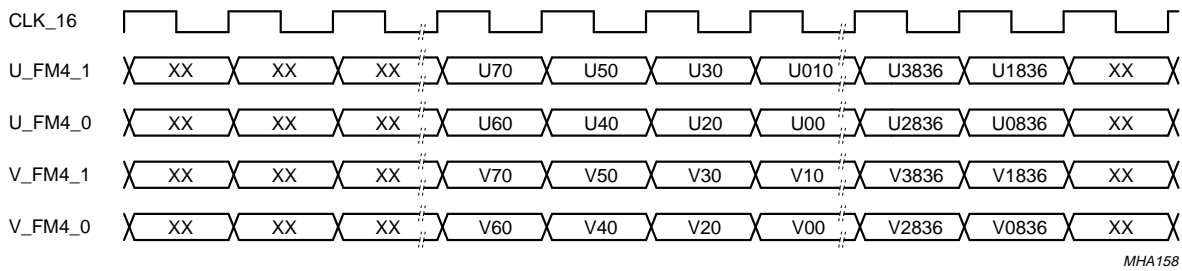 CLK_16
U_FM4_1 XX XX XX U70 U50 U30 U010 U3836 U1836 XX
U_FM4_0 XX XX XX U60 U40 U20 U00 U2836 U0836 XX
V_FM4_1 XX XX XX V70 V50 V30 V10 V3836 V1836 XX
V_FM4_0 XX XX XX V60 V40 V20 V00 V2836 V0836 XX
MHA158